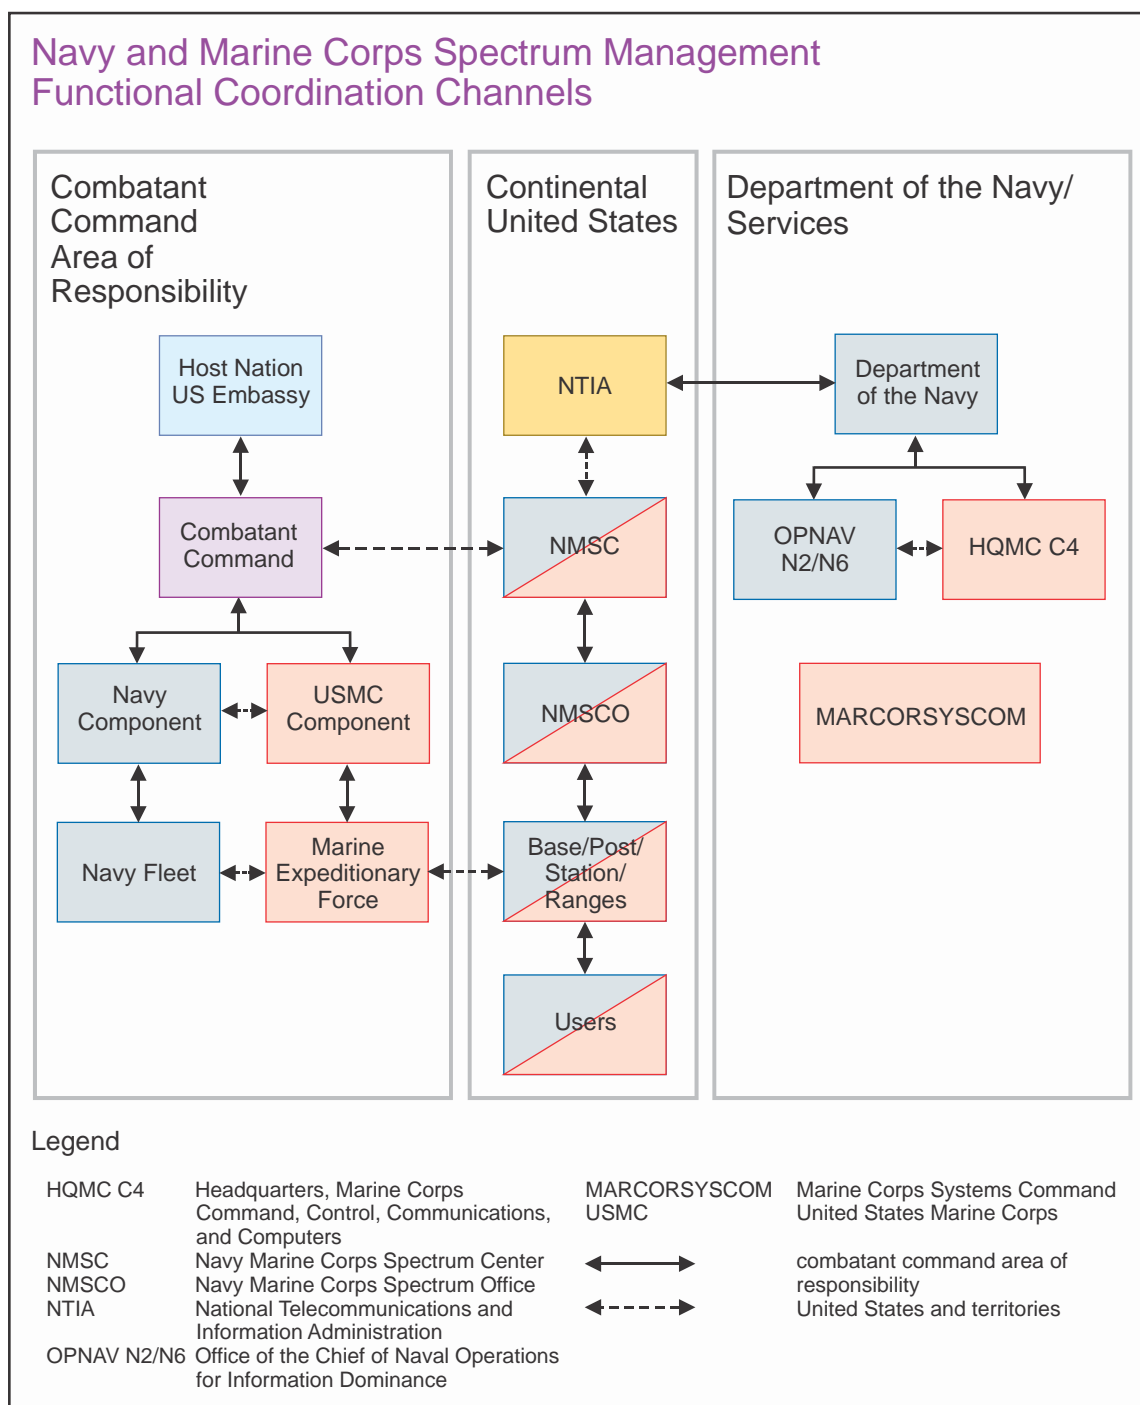 Navy and Marine Corps Spectrum Management
Functional Coordination Channels
Combatant
Command
Area of
Responsibility
Host Nation
US Embassy
Combatant
Command
Navy
Component
USMC
Component
Navy Fleet
Marine
Expeditionary
Force
Continental
United States
NTIA
NMSC
NMSCO
Base/Post/
Station/
Ranges
Users
Department of the Navy/
Services
Department
of the Navy
OPNAV
N2/N6
HQMC C4
MARCORSYSCOM
Legend
HQMC C4 Headquarters, Marine Corps
Command, Control, Communications,
and Computers
NMSC Navy Marine Corps Spectrum Center
NMSCO Navy Marine Corps Spectrum Office
NTIA National Telecommunications and
Information Administration
OPNAV N2/N6 Office of the Chief of Naval Operations
for Information Dominance
MARCORSYSCOM Marine Corps Systems Command
USMC United States Marine Corps
combatant command area of
responsibility
United States and territories